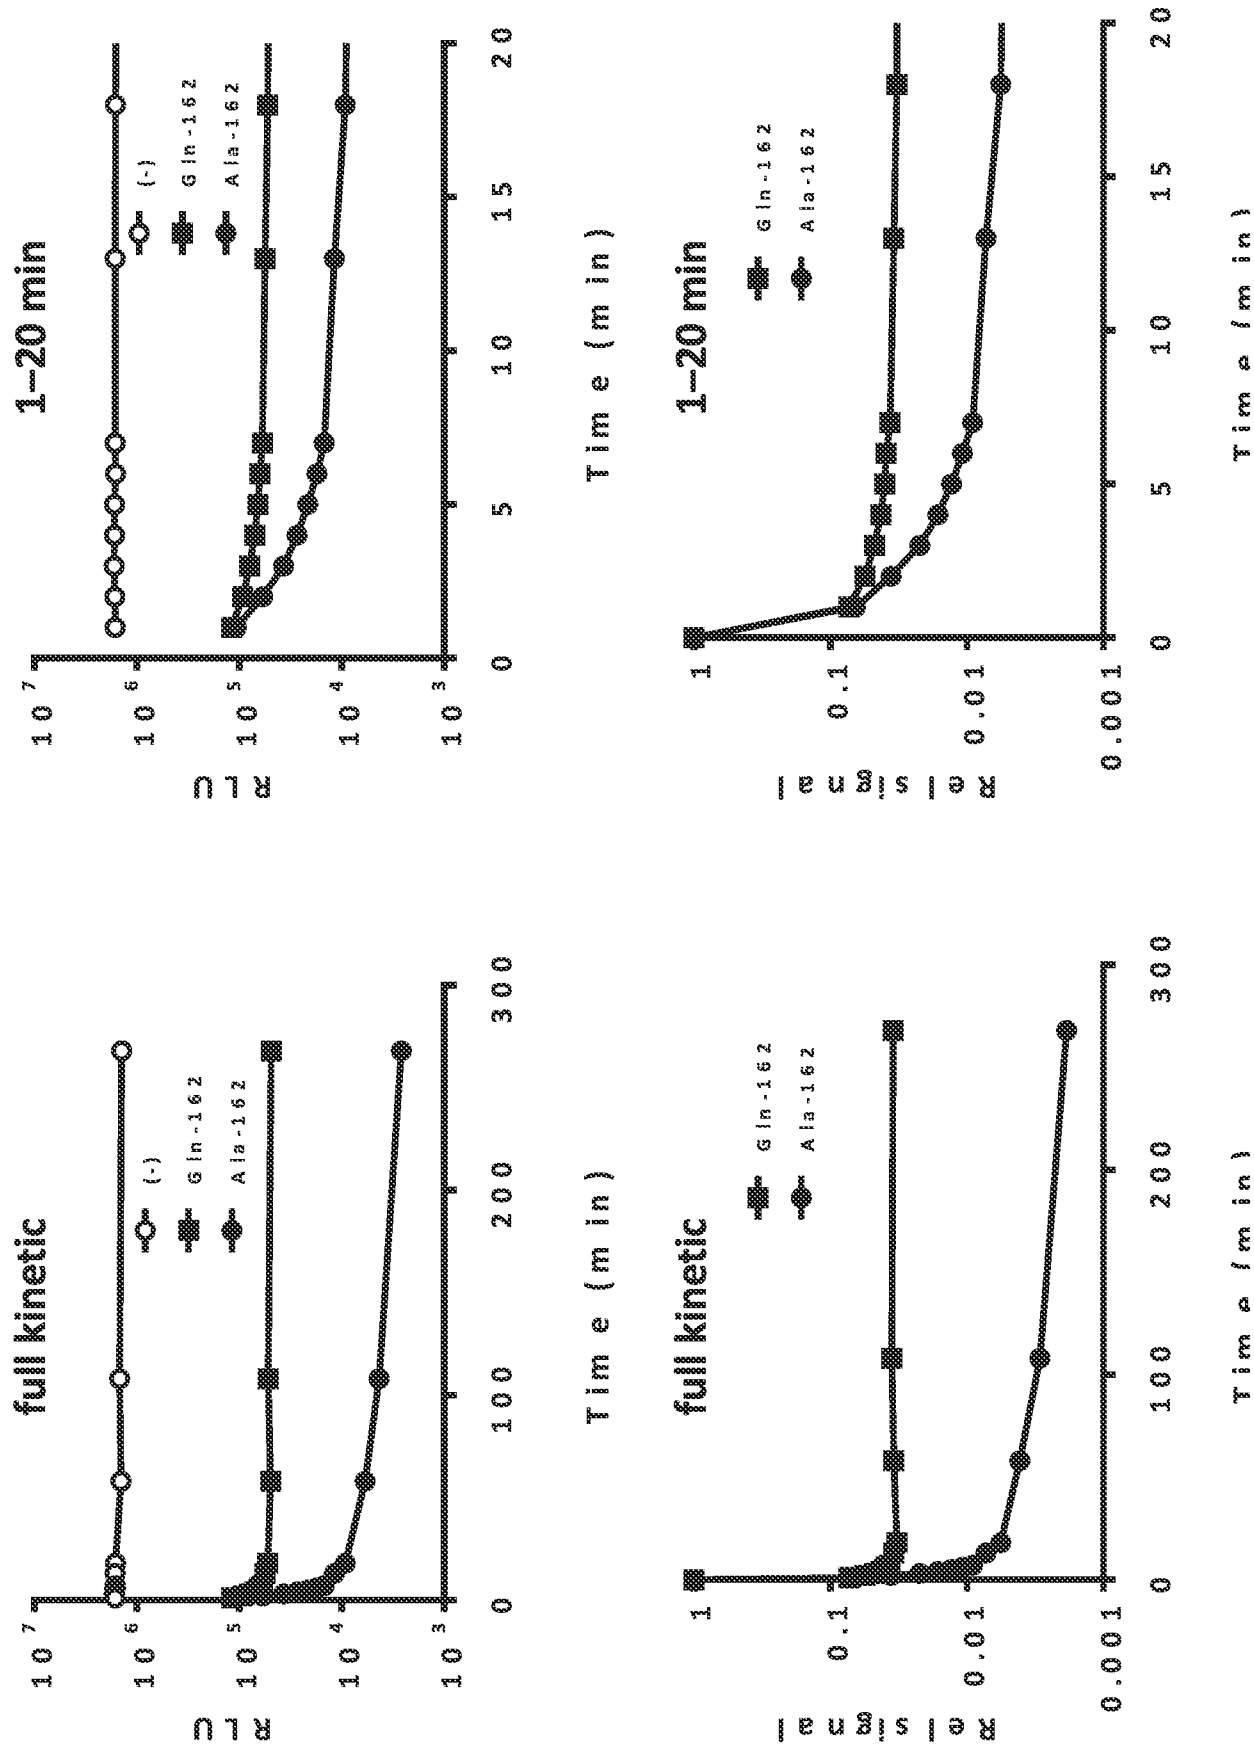 full kinetic
RLU
10^7
10^6
10^5
10^4
10^3
0
100
200
300
Time (min)
(-)
Gln-162
Ala-162
1–20 min
RLU
10^7
10^6
10^5
10^4
10^3
0
5
10
15
20
Time (min)
(-)
Gln-162
Ala-162
full kinetic
Rel signal
1
0.1
0.01
0.001
0
100
200
300
Time (min)
Gln-162
Ala-162
1–20 min
Rel signal
1
0.1
0.01
0.001
0
5
10
15
20
Time (min)
Gln-162
Ala-162